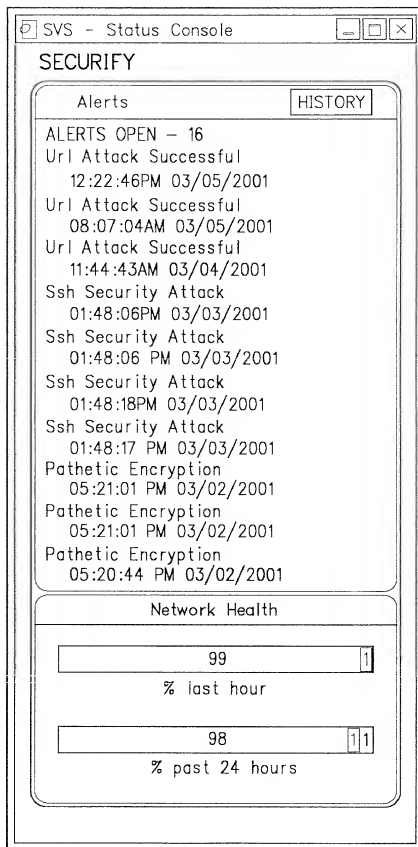 SVS - Status Console
SECURIFY
Alerts HISTORY
ALERTS OPEN - 16
Url Attack Successful
12:22:46PM 03/05/2001
Url Attack Successful
08:07:04AM 03/05/2001
Url Attack Successful
11:44:43AM 03/04/2001
Ssh Security Attack
01:48:06PM 03/03/2001
Ssh Security Attack
01:48:06 PM 03/03/2001
Ssh Security Attack
01:48:18PM 03/03/2001
Ssh Security Attack
01:48:17 PM 03/03/2001
Pathetic Encryption
05:21:01 PM 03/02/2001
Pathetic Encryption
05:21:01 PM 03/02/2001
Pathetic Encryption
05:20:44 PM 03/02/2001
Network Health
99 1
% last hour
98 1 1
% past 24 hours